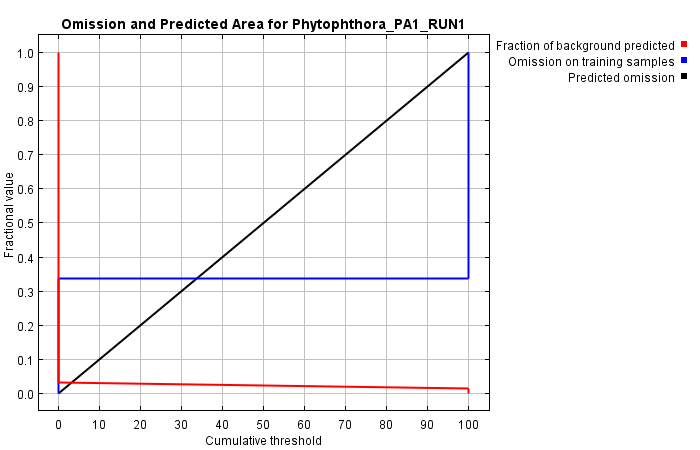 Omission and Predicted Area for Phytophthora_PA1_RUN1
Fraction of background predicted
Omission on training samples
Predicted omission
Fractional value
1.0
0.9
0.8
0.7
0.6
0.5
0.4
0.3
0.2
0.1
0.0
0 10 20 30 40 50 60 70 80 90 100
Cumulative threshold